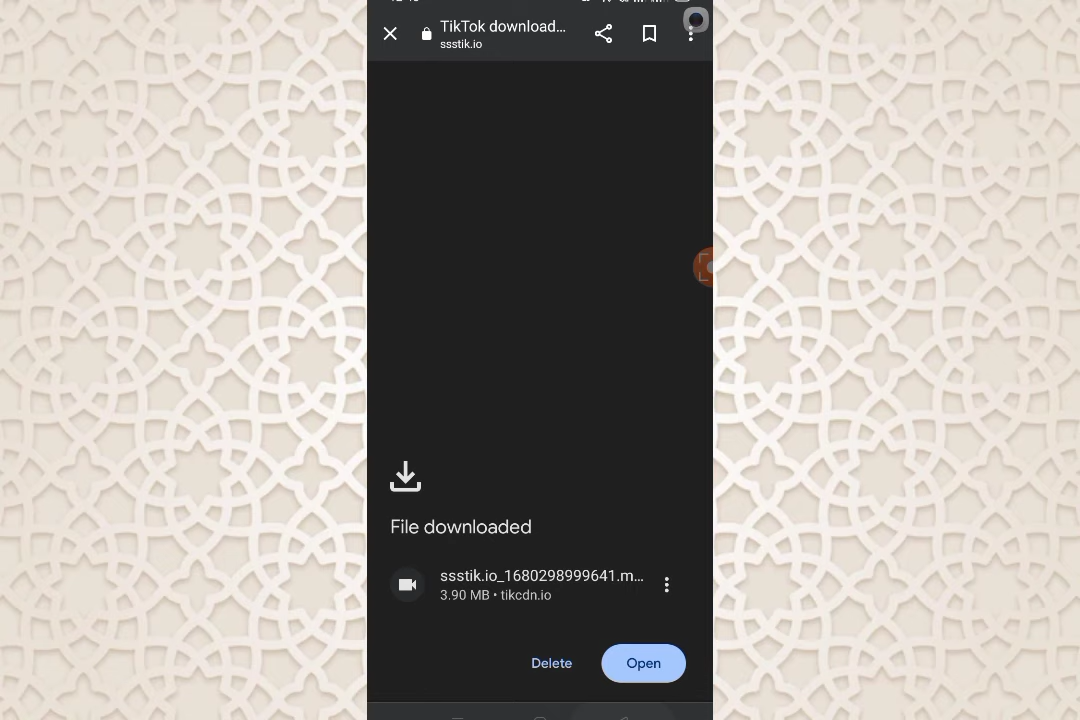 TikTok download...
ssstik.io
File downloaded
ssstik.io_1680298999641.m...
3.90 MB • tikcdn.io
Delete
Open